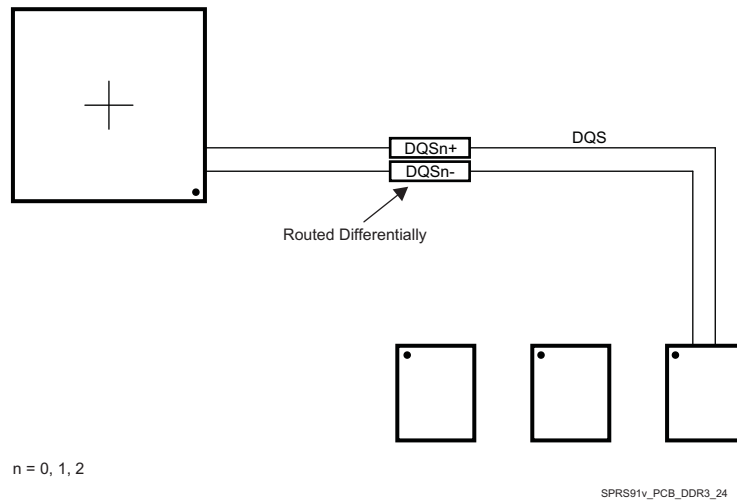 DQSn+
DQS
DQSn-
Routed Differentially
n = 0, 1, 2
SPRS91v_PCB_DDR3_24